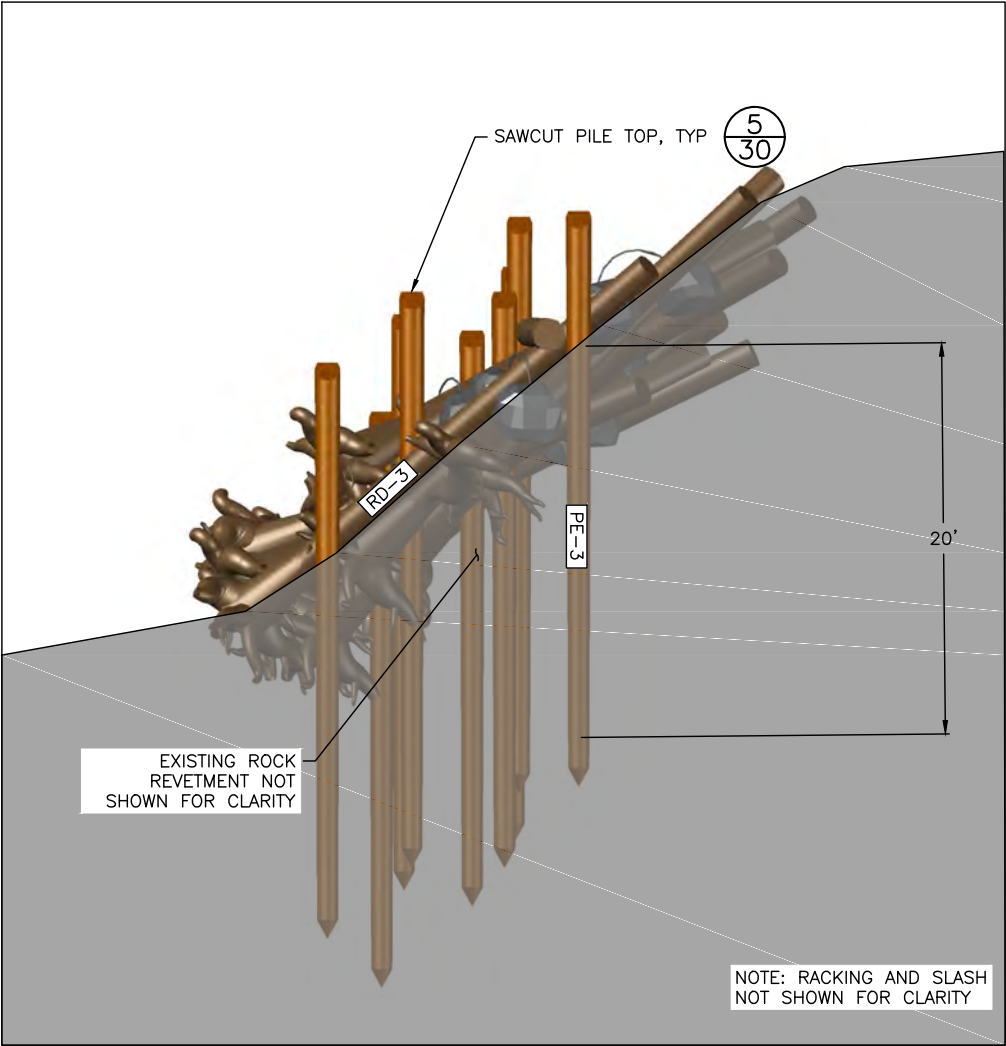 SAWCUT PILE TOP, TYP
5
30
RD-3
PE-3
20'
EXISTING ROCK
REVETMENT NOT
SHOWN FOR CLARITY
NOTE: RACKING AND SLASH
NOT SHOWN FOR CLARITY